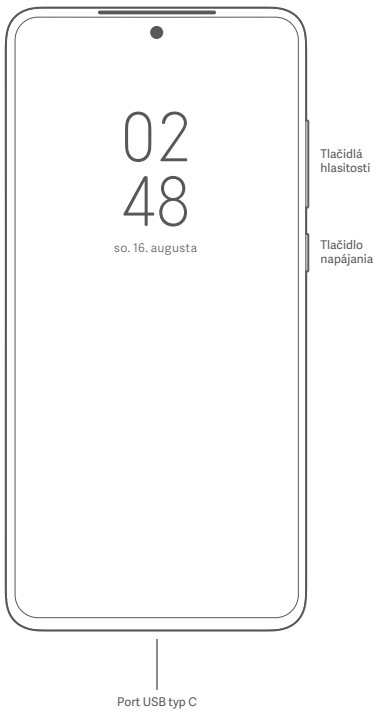 02
48
so. 16. augusta
Tlačidlá
hlasitosti
Tlačidlo
napájania
Port USB typ C